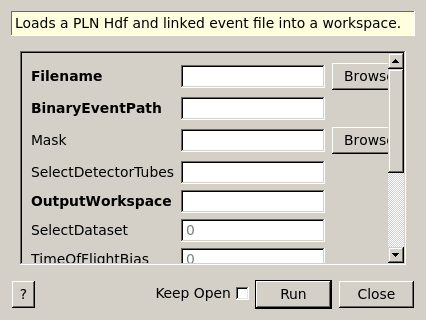 Loads a PLN Hdf and linked event file into a workspace.
Filename Browse
BinaryEventPath
Mask Browse
SelectDetectorTubes
OutputWorkspace
SelectDataset 0
TimeOfFlightBias 0
? Keep Open Run Close